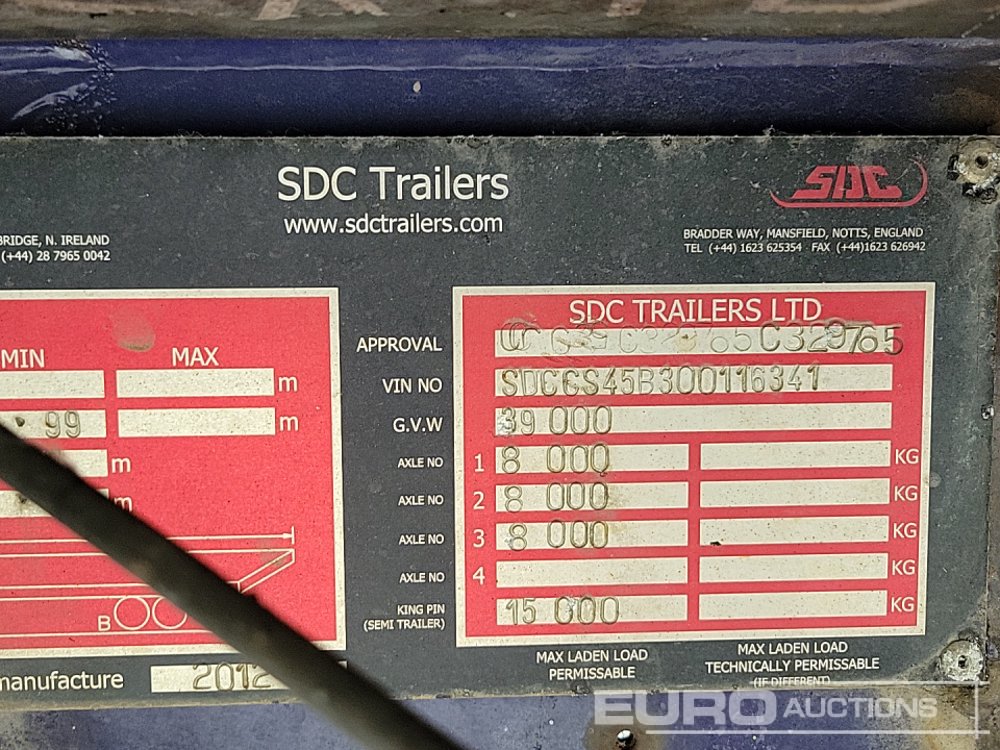 SDC Trailers
SDC
www.sdctrailers.com
BRIDGE, N. IRELAND
(+44) 28 7965 0042
BRADDER WAY, MANSFIELD, NOTTS, ENGLAND
TEL (+44) 1623 625354 FAX (+44)1623 626942
MIN MAX
m
99 m
m
m
B
manufacture 2012
SDC TRAILERS LTD
APPROVAL C329765
VIN NO SDCCS45B300116341
G.V.W 39 000
AXLE NO 1 8 000 KG
AXLE NO 2 8 000 KG
AXLE NO 3 8 000 KG
AXLE NO 4 KG
KING PIN
(SEMI TRAILER) 15 000 KG
MAX LADEN LOAD
PERMISSABLE
MAX LADEN LOAD
TECHNICALLY PERMISSABLE
(IF DIFFERENT)
EURO AUCTIONS